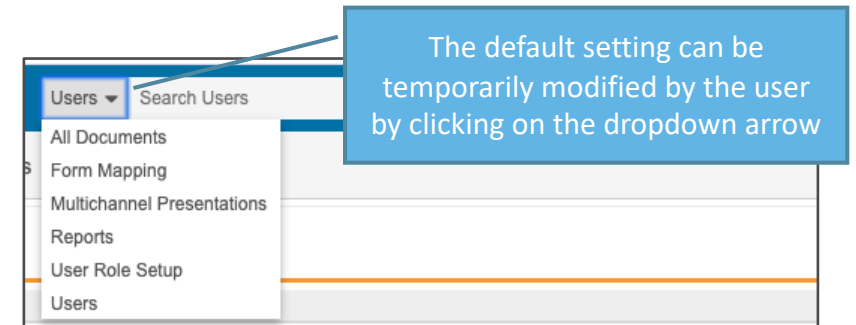 The default setting can be
temporarily modified by the user
by clicking on the dropdown arrow
Users Search Users
All Documents
s Form Mapping
Multichannel Presentations
Reports
User Role Setup
Users